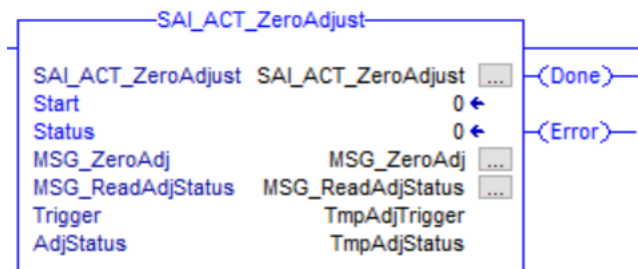 SAI_ACT_ZeroAdjust
SAI_ACT_ZeroAdjust SAI_ACT_ZeroAdjust ... (Done)
Start 0
Status 0 (Error)
MSG_ZeroAdj MSG_ZeroAdj ...
MSG_ReadAdjStatus MSG_ReadAdjStatus ...
Trigger TmpAdjTrigger
AdjStatus TmpAdjStatus